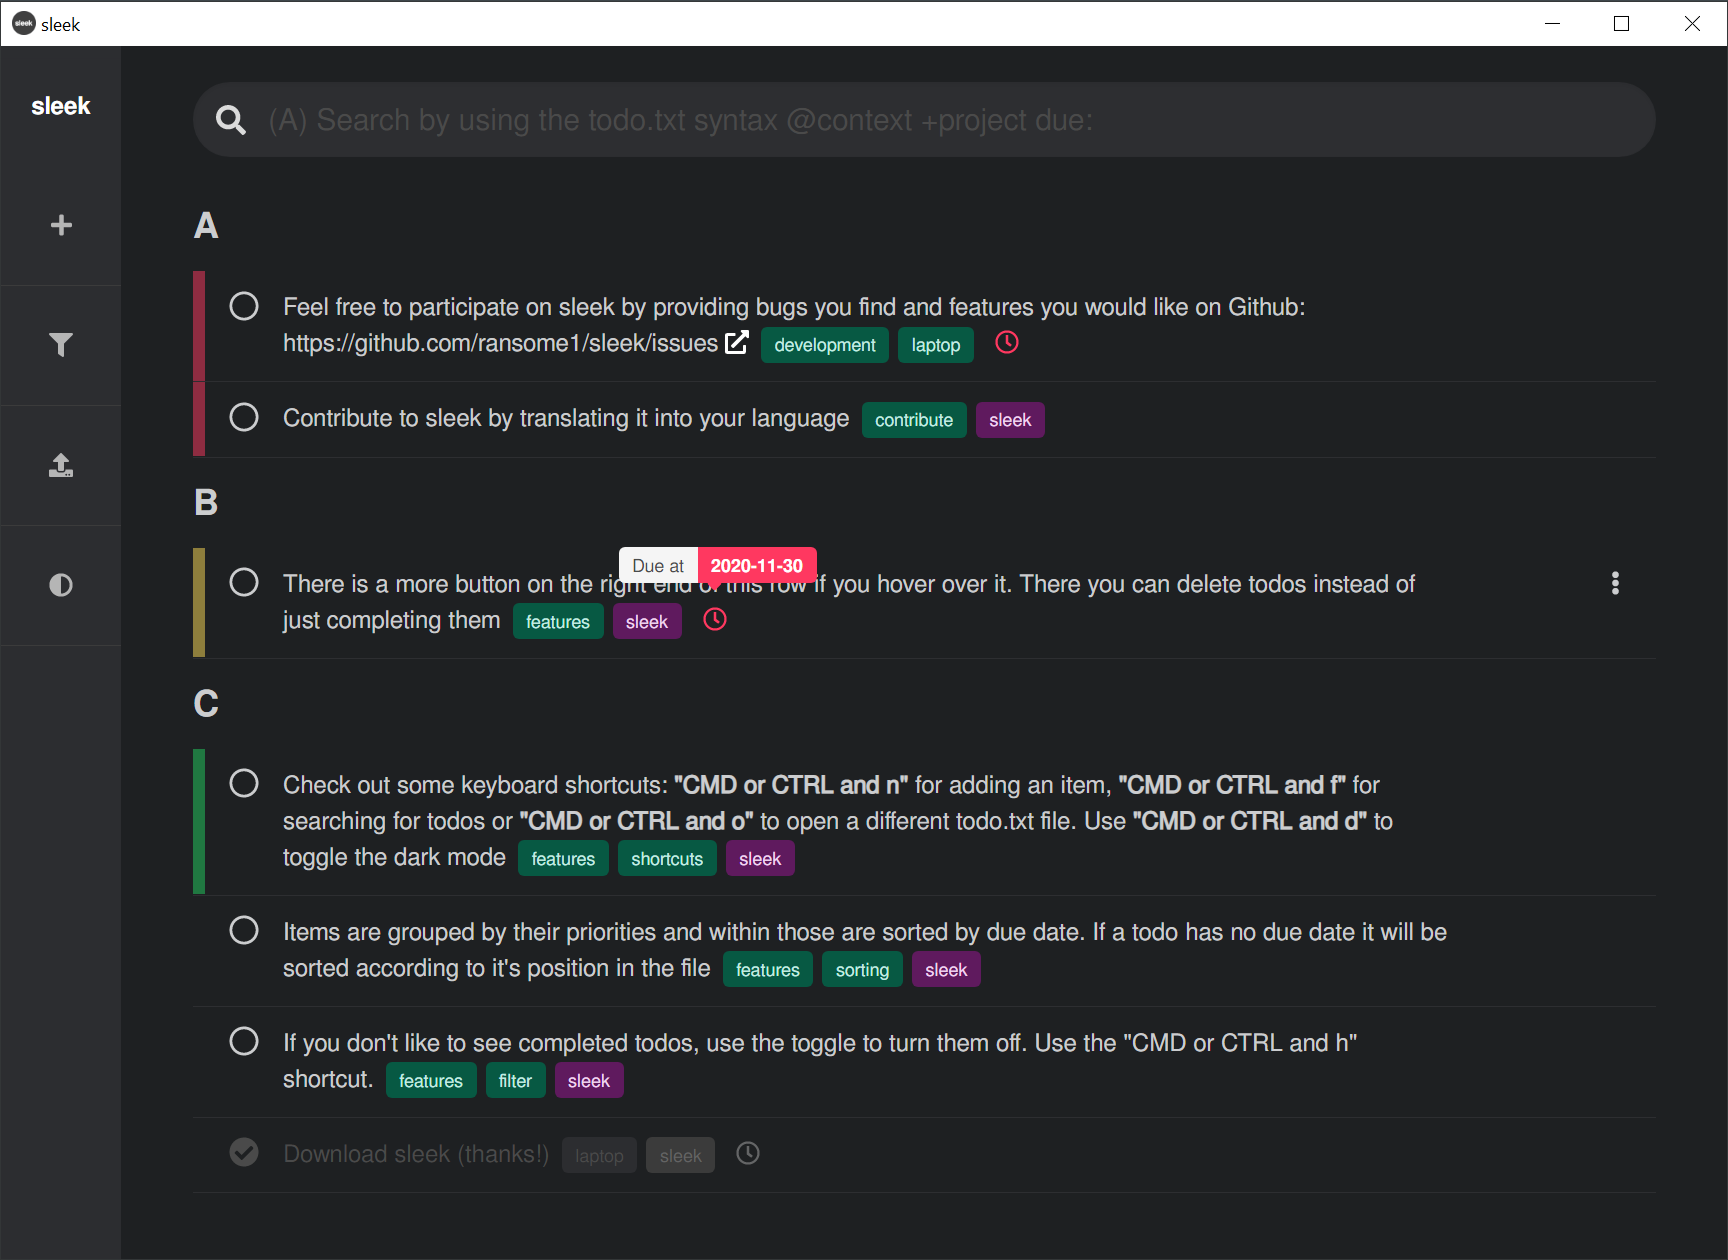 sleek
sleek
sleek
(A) Search by using the todo.txt syntax @context +project due:
A
Feel free to participate on sleek by providing bugs you find and features you would like on Github:
https://github.com/ransome1/sleek/issues development laptop
Contribute to sleek by translating it into your language contribute sleek
B
Due at 2020-11-30
There is a more button on the right end of this row if you hover over it. There you can delete todos instead of
just completing them features sleek
C
Check out some keyboard shortcuts: "CMD or CTRL and n" for adding an item, "CMD or CTRL and f" for
searching for todos or "CMD or CTRL and o" to open a different todo.txt file. Use "CMD or CTRL and d" to
toggle the dark mode features shortcuts sleek
Items are grouped by their priorities and within those are sorted by due date. If a todo has no due date it will be
sorted according to it's position in the file features sorting sleek
If you don't like to see completed todos, use the toggle to turn them off. Use the "CMD or CTRL and h"
shortcut. features filter sleek
Download sleek (thanks!) laptop sleek